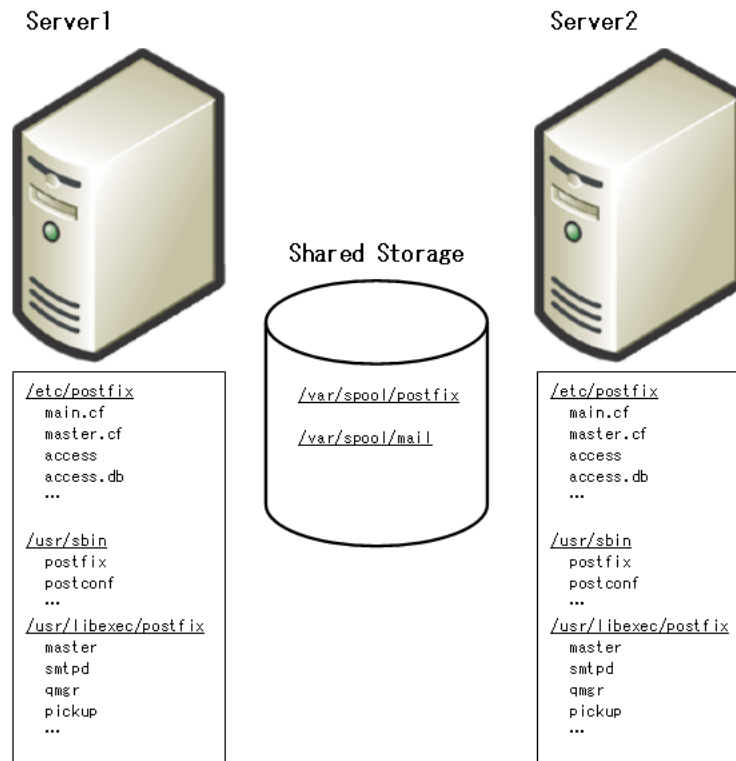 Server1
Server2
Shared Storage
/etc/postfix
main.cf
master.cf
access
access.db
...
/usr/sbin
postfix
postconf
...
/usr/libexec/postfix
master
smtpd
qmgr
pickup
...
/var/spool/postfix
/var/spool/mail
/etc/postfix
main.cf
master.cf
access
access.db
...
/usr/sbin
postfix
postconf
...
/usr/libexec/postfix
master
smtpd
qmgr
pickup
...